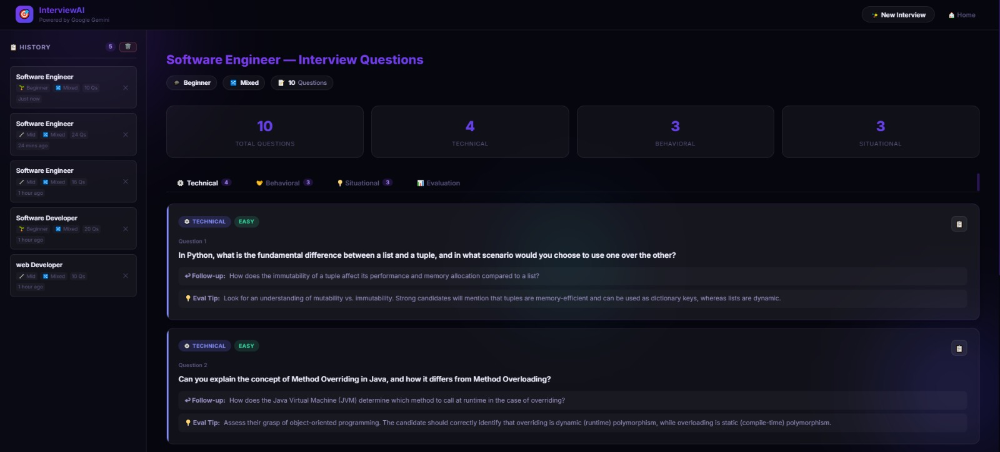 InterviewAI
Powered by Google Gemini
New Interview
Home
HISTORY
5
Software Engineer
Beginner Mixed 10 Qs
Just now
Software Engineer
Mid Mixed 24 Qs
24 mins ago
Software Engineer
Mid Mixed 16 Qs
1 hour ago
Software Developer
Beginner Mixed 20 Qs
1 hour ago
web Developer
Mid Mixed 10 Qs
1 hour ago
Software Engineer — Interview Questions
Beginner Mixed 10 Questions
10 4 3 3
TOTAL QUESTIONS TECHNICAL BEHAVIORAL SITUATIONAL
Technical 4 Behavioral 3 Situational 3 Evaluation
TECHNICAL EASY
Question 1
In Python, what is the fundamental difference between a list and a tuple, and in what scenario would you choose to use one over the other?
Follow-up: How does the immutability of a tuple affect its performance and memory allocation compared to a list?
Eval Tip: Look for an understanding of mutability vs. immutability. Strong candidates will mention that tuples are memory-efficient and can be used as dictionary keys, whereas lists are dynamic.
TECHNICAL EASY
Question 2
Can you explain the concept of Method Overriding in Java, and how it differs from Method Overloading?
Follow-up: How does the Java Virtual Machine (JVM) determine which method to call at runtime in the case of overriding?
Eval Tip: Assess their grasp of object-oriented programming. The candidate should correctly identify that overriding is dynamic (runtime) polymorphism, while overloading is static (compile-time) polymorphism.